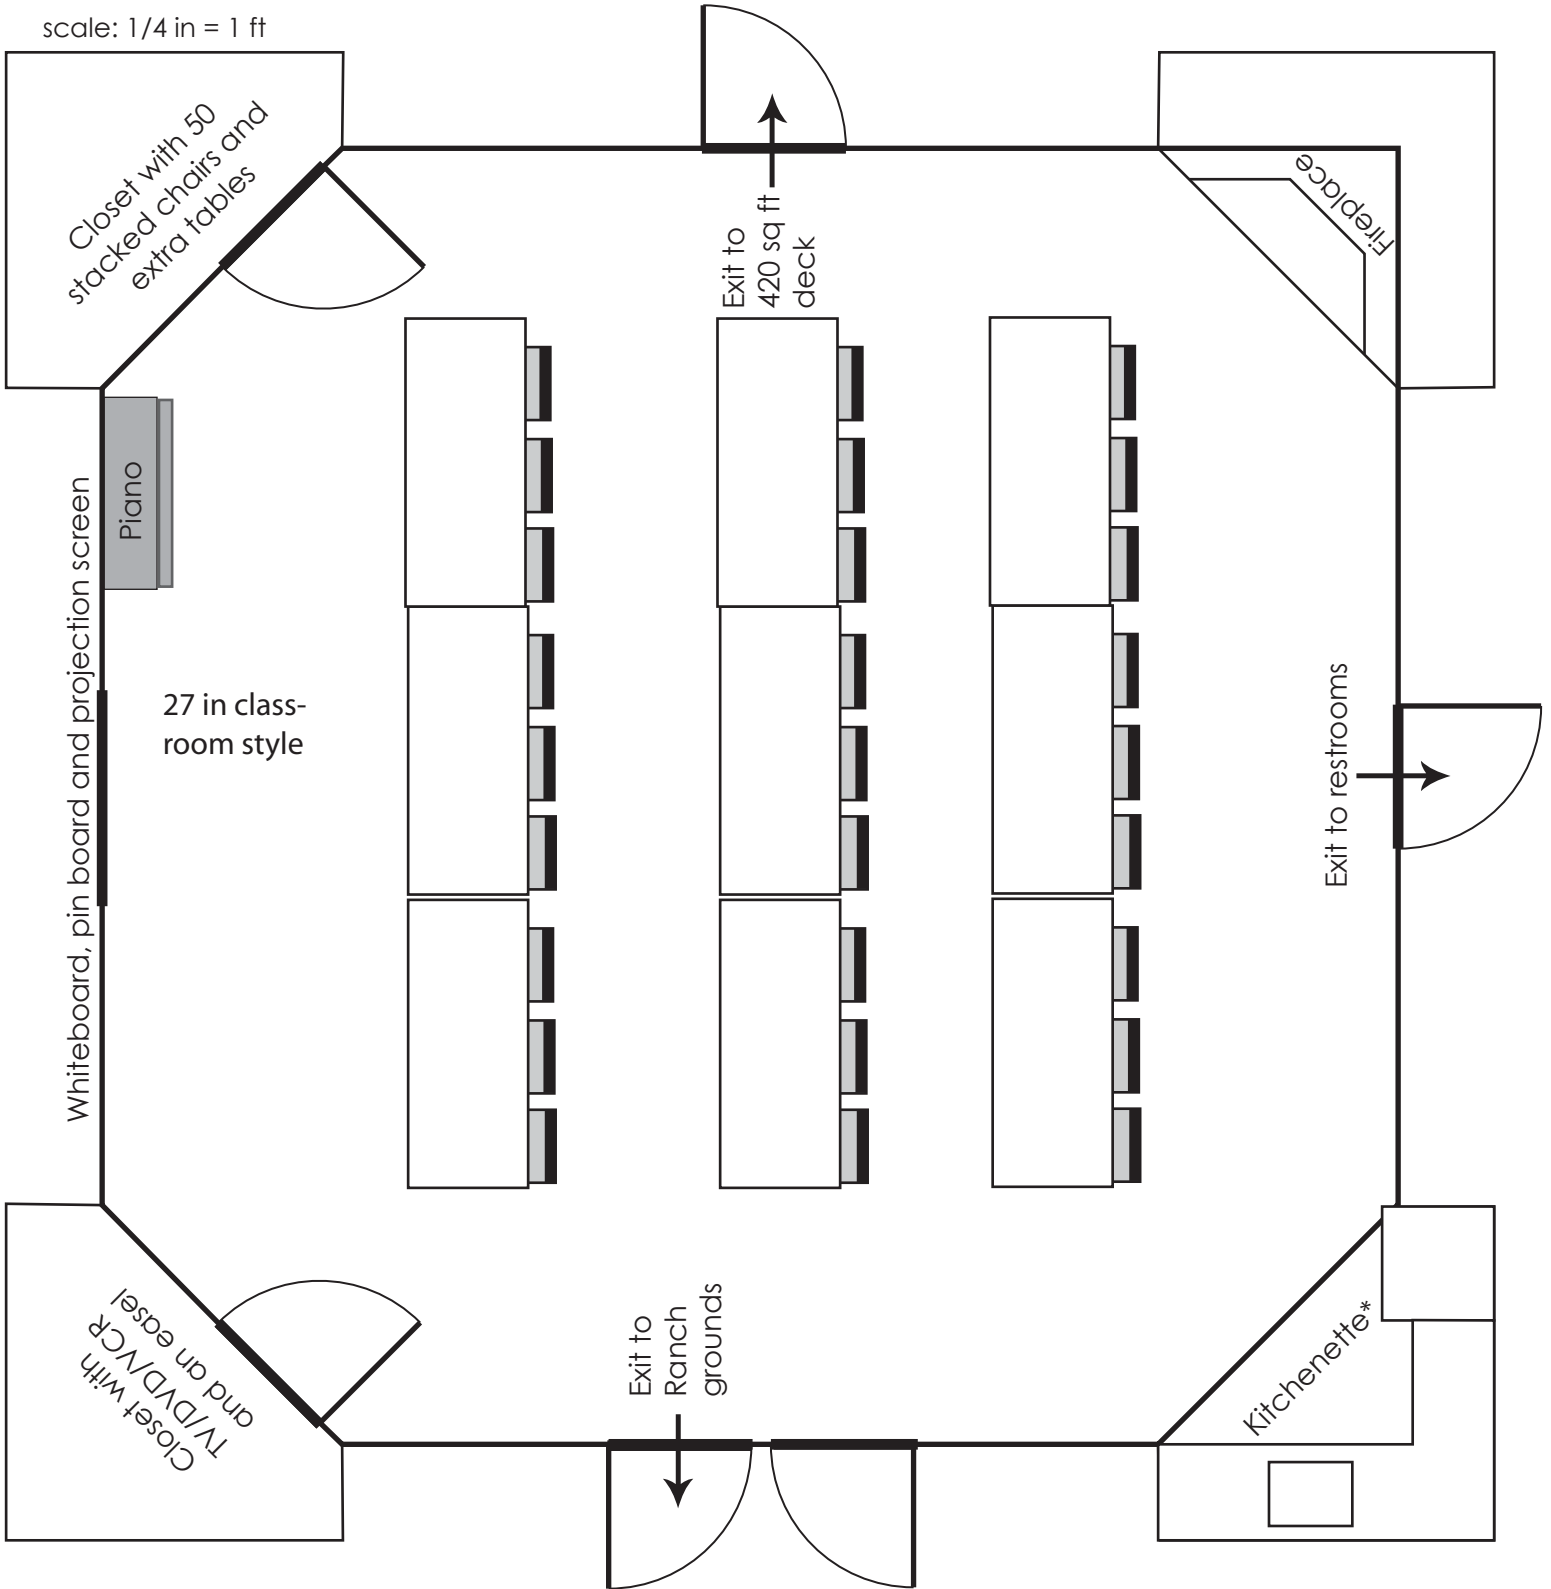 scale: 1/4 in = 1 ft
Closet with 50
stacked chairs and
extra tables
Exit to
420 sq ft
deck
Fireplace
Piano
Whiteboard, pin board and projection screen
27 in class-
room style
Exit to restrooms
Closet with
TV/DVD/VCR
and an easel
Exit to
Ranch
grounds
Kitchenette*